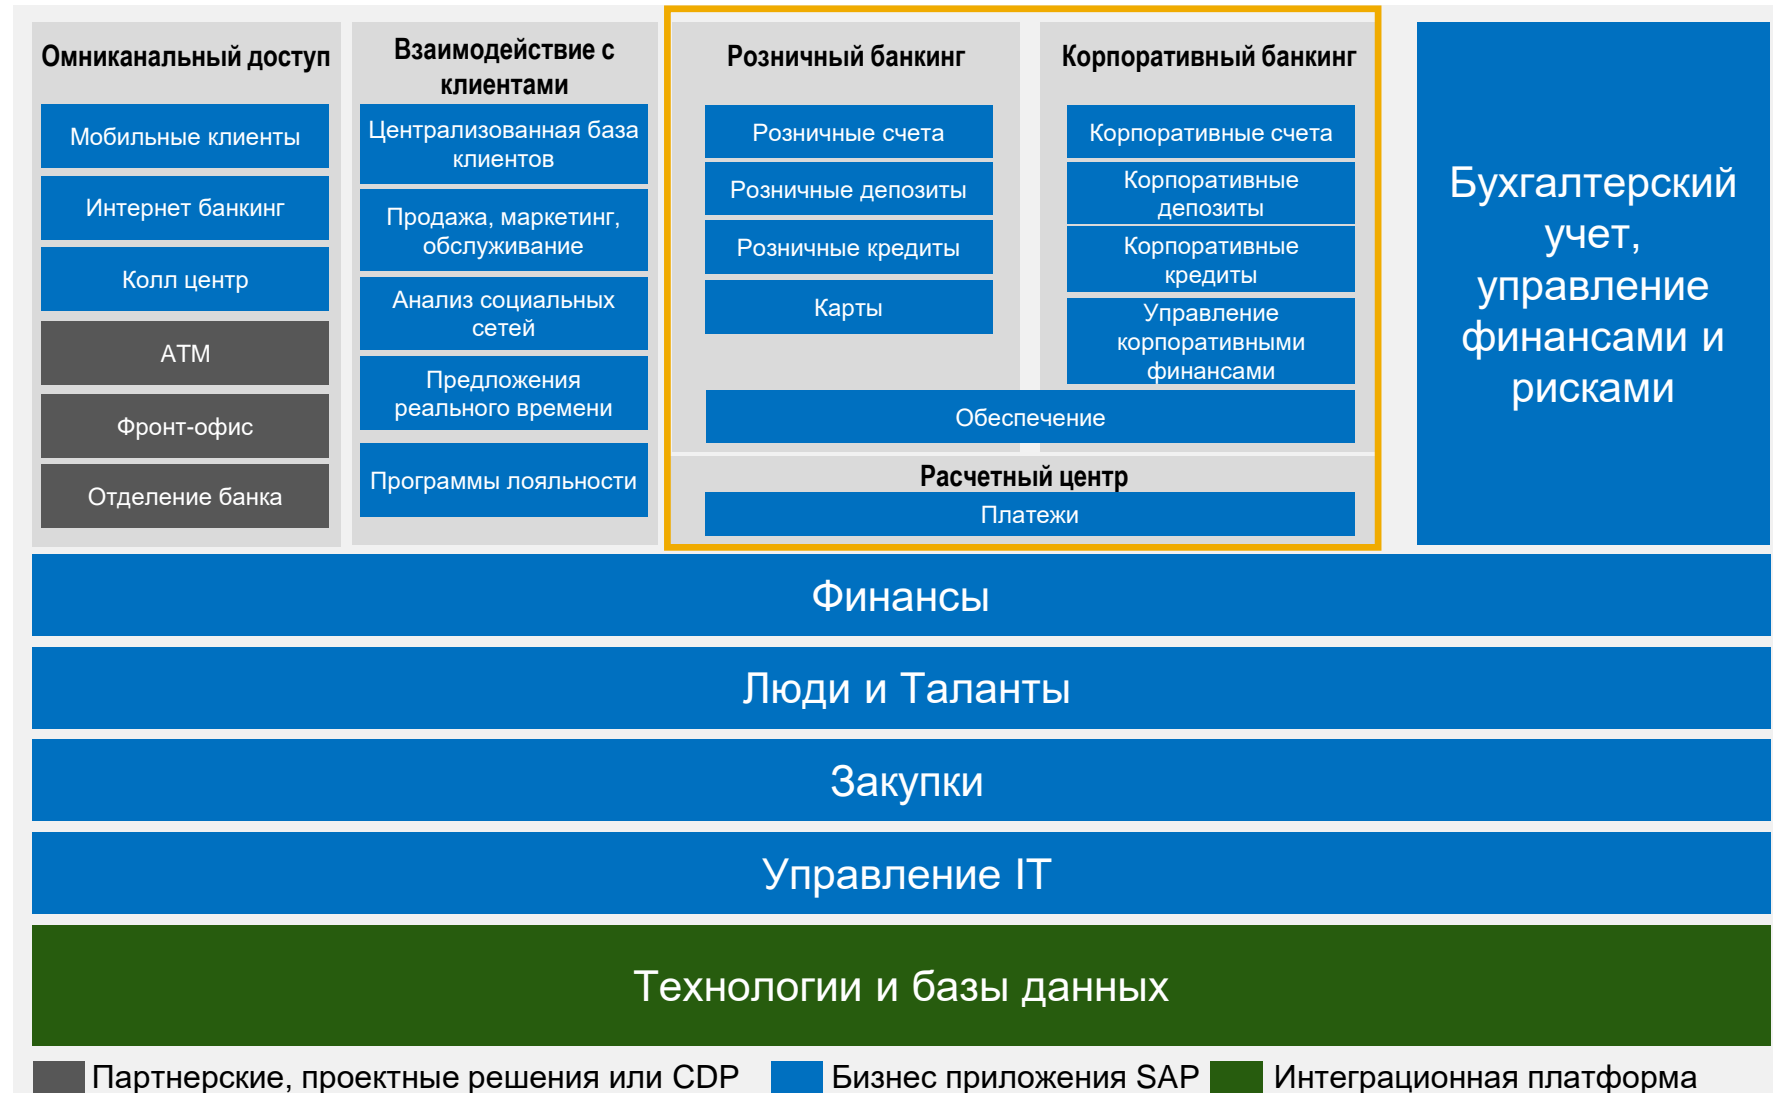 Омниканальный доступ
Мобильные клиенты
Интернет банкинг
Колл центр
ATM
Фронт-офис
Отделение банка
Взаимодействие с
клиентами
Централизованная база
клиентов
Продажа, маркетинг,
обслуживание
Анализ социальных
сетей
Предложения
реального времени
Программы лояльности
Розничный банкинг
Розничные счета
Розничные депозиты
Розничные кредиты
Карты
Корпоративный банкинг
Корпоративные счета
Корпоративные
депозиты
Корпоративные
кредиты
Управление
корпоративными
финансами
Обеспечение
Расчетный центр
Платежи
Бухгалтерский
учет,
управление
финансами и
рисками
Финансы
Люди и Таланты
Закупки
Управление IT
Технологии и базы данных
Партнерские, проектные решения или CDP
Бизнес приложения SAP
Интеграционная платформа